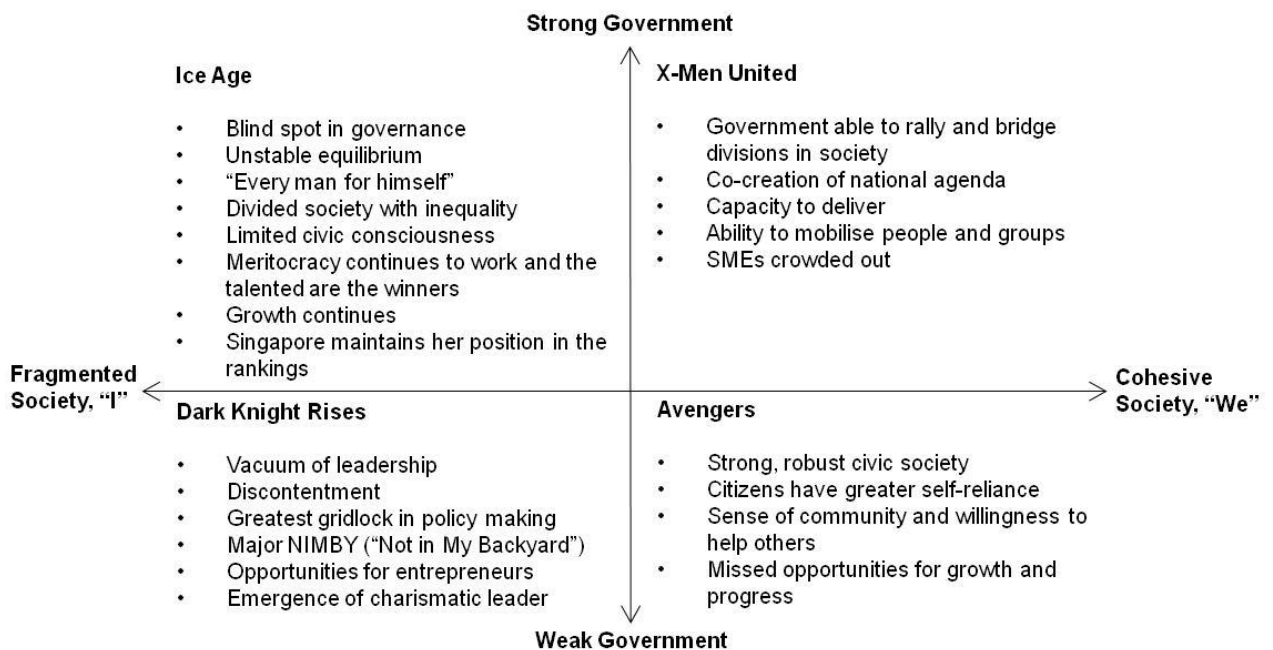 Strong Government
Ice Age
• Blind spot in governance
• Unstable equilibrium
• “Every man for himself”
• Divided society with inequality
• Limited civic consciousness
• Meritocracy continues to work and the
talented are the winners
• Growth continues
• Singapore maintains her position in the
rankings
X-Men United
• Government able to rally and bridge
divisions in society
• Co-creation of national agenda
• Capacity to deliver
• Ability to mobilise people and groups
• SMEs crowded out
Fragmented
Society, “I”
Cohesive
Society, “We”
Dark Knight Rises
• Vacuum of leadership
• Discontentment
• Greatest gridlock in policy making
• Major NIMBY (“Not in My Backyard”)
• Opportunities for entrepreneurs
• Emergence of charismatic leader
Avengers
• Strong, robust civic society
• Citizens have greater self-reliance
• Sense of community and willingness to
help others
• Missed opportunities for growth and
progress
Weak Government